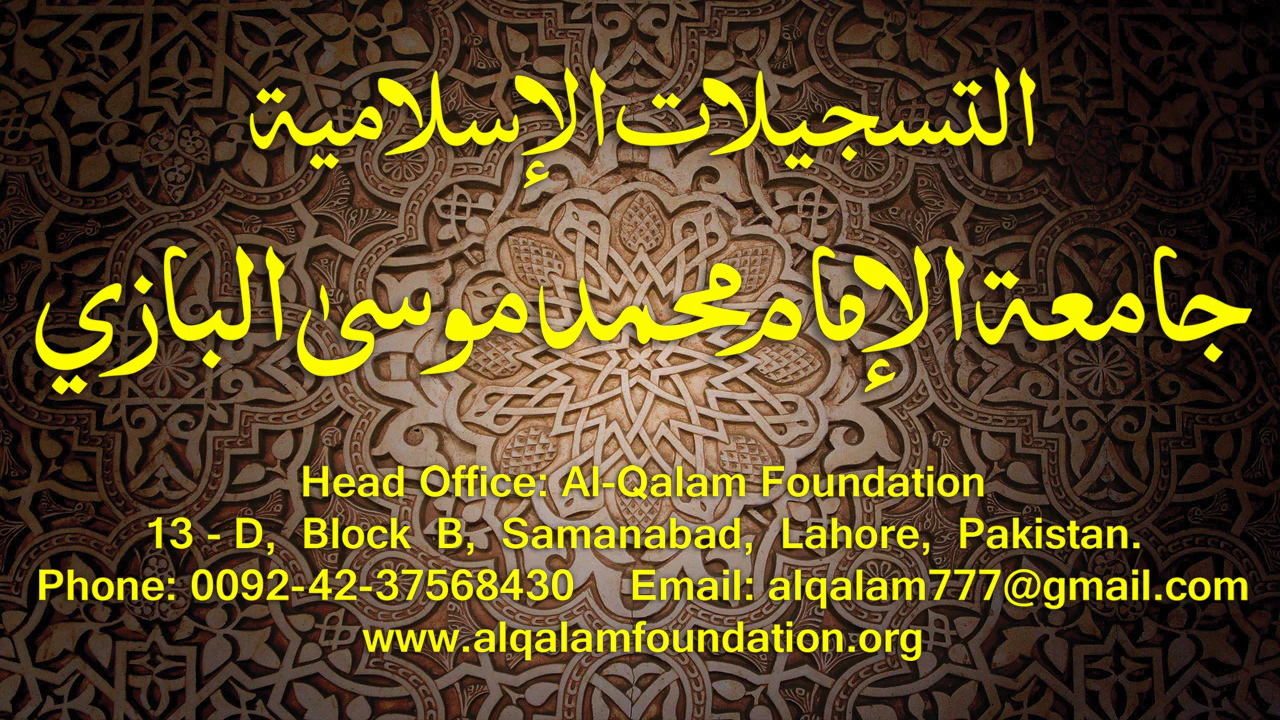 التسجيلات الإسلامية
جامعة الإمام محمد موسى البازي
Head Office: Al-Qalam Foundation
13 - D, Block B, Samanabad, Lahore, Pakistan.
Phone: 0092-42-37568430 Email: alqalam777@gmail.com
www.alqalamfoundation.org